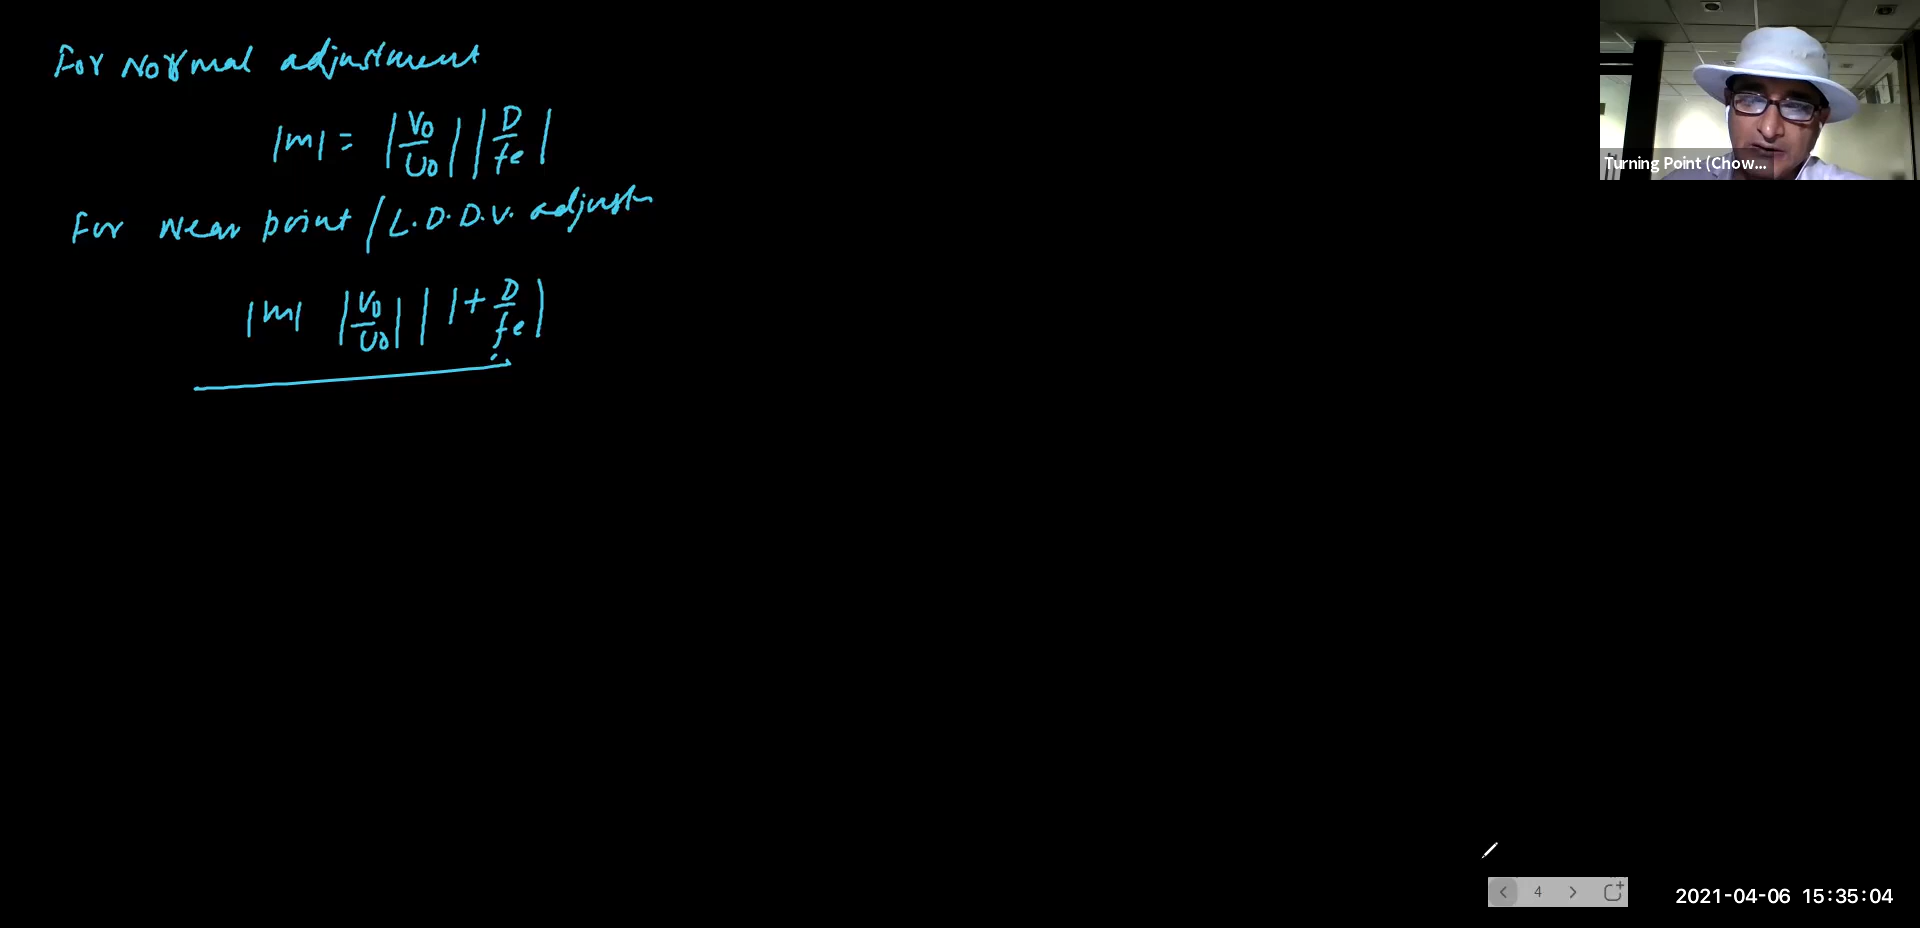 For Normal adjustment
|m| = |v₀/u₀| |D/fe|
For Near point / L.D.D.V. adjustm
|m| |v₀/u₀| |1 + D/fe|
Turning Point (Chow...
4
2021-04-06 15:35:04